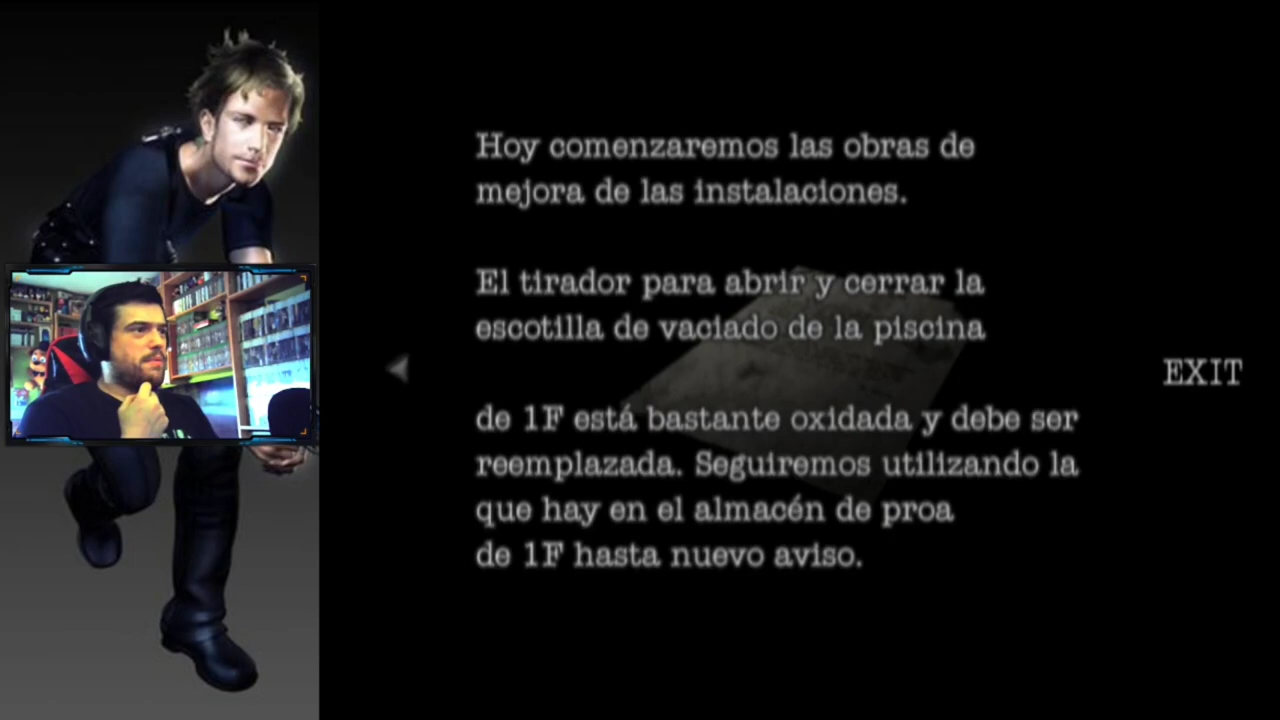 Hoy comenzaremos las obras de
mejora de las instalaciones.
El tirador para abrir y cerrar la
escotilla de vaciado de la piscina
de 1F está bastante oxidada y debe ser
reemplazada. Seguiremos utilizando la
que hay en el almacén de proa
de 1F hasta nuevo aviso.
EXIT